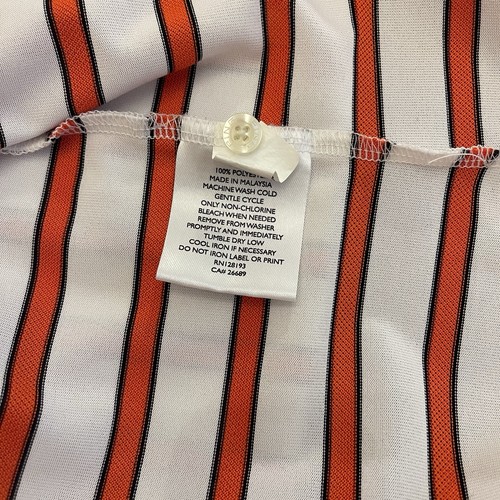 100% POLYESTER
MADE IN MALAYSIA
MACHINE WASH COLD
GENTLE CYCLE
ONLY NON-CHLORINE
BLEACH WHEN NEEDED
REMOVE FROM WASHER
PROMPTLY AND IMMEDIATELY
TUMBLE DRY LOW
COOL IRON IF NECESSARY
DO NOT IRON LABEL OR PRINT
RN128193
CA# 26689